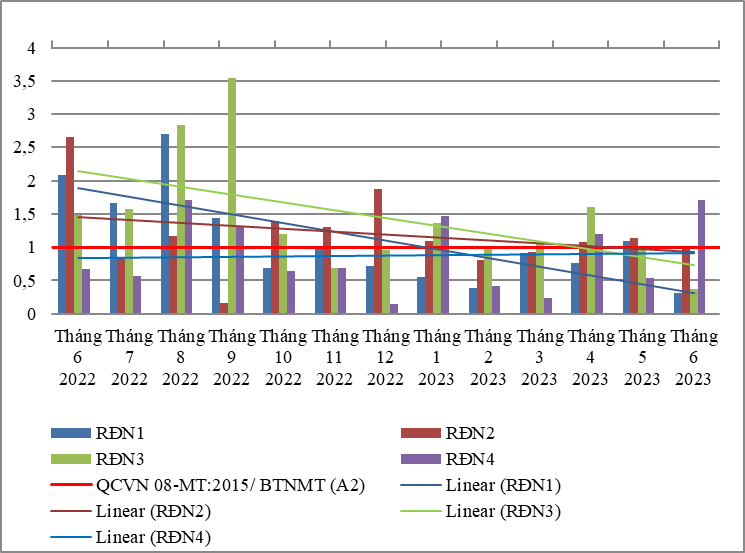 4
3,5
3
2,5
2
1,5
1
0,5
0
Tháng Tháng Tháng Tháng Tháng Tháng Tháng Tháng Tháng Tháng Tháng Tháng Tháng
6 7 8 9 10 11 12 1 2 3 4 5 6
2022 2022 2022 2022 2022 2022 2022 2023 2023 2023 2023 2023 2023
RĐN1 RĐN2
RĐN3 RĐN4
QCVN 08-MT:2015/ BTNMT (A2) Linear (RĐN1)
Linear (RĐN2) Linear (RĐN3)
Linear (RĐN4)